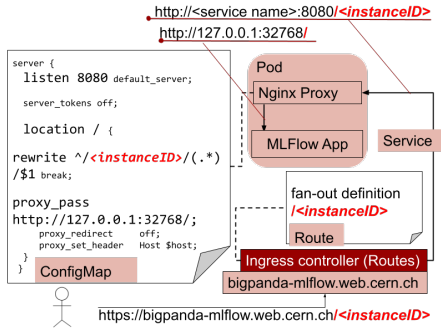 http://<service name>:8080/<instanceID>
http://127.0.0.1:32768/
server {
listen 8080 default_server;
server_tokens off;
location / {
rewrite ^/<instanceID>/(.*)
/$1 break;
proxy_pass
http://127.0.0.1:32768/;
proxy_redirect off;
proxy_set_header Host $host;
}
}
ConfigMap
Pod
Nginx Proxy
MLFlow App
Service
fan-out definition
/<instanceID>
Route
Ingress controller (Routes)
bigpanda-mlflow.web.cern.ch
https://bigpanda-mlflow.web.cern.ch/<instanceID>